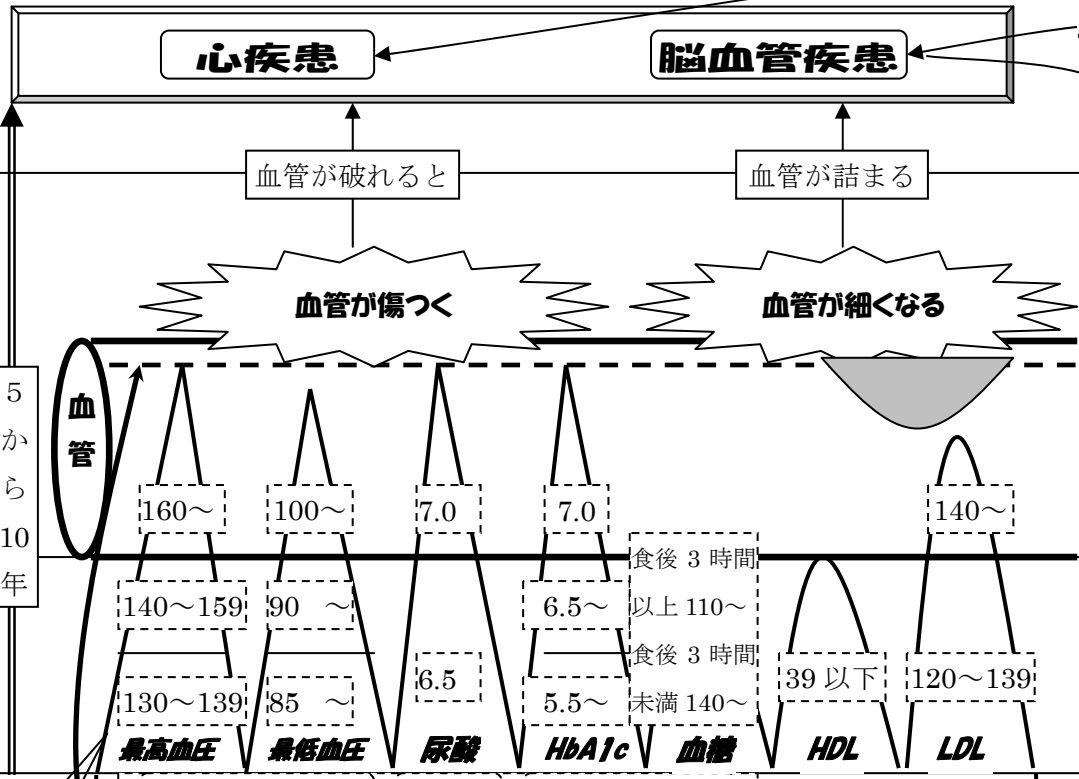 心疾患
脳血管疾患
血管が破れると
血管が詰まる
血管が傷つく
血管が細くなる
5から10年
血管
160～
100～
7.0
7.0
140～
140～159
90 ～
6.5～
食後 3 時間
以上 110～
130～139
85 ～
6.5
5.5～
食後 3 時間
未満 140～
39 以下
120～139
最高血圧
最低血圧
尿酸
HbA1c
血糖
HDL
LDL